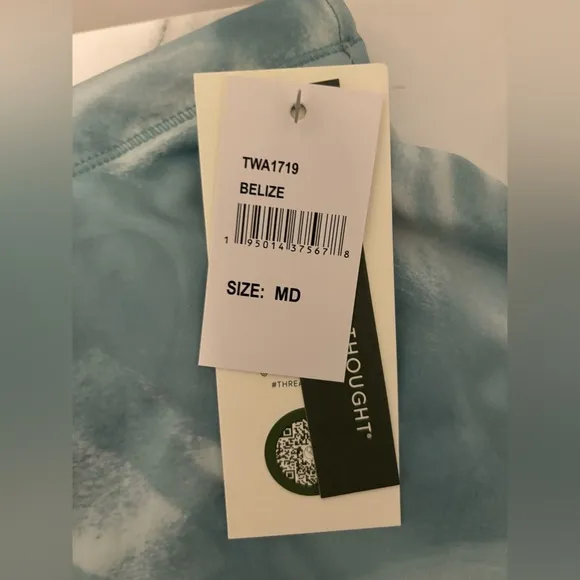 TWA1719
BELIZE
1 95014 37567 8
SIZE: MD
THOUGHT®
#THREA